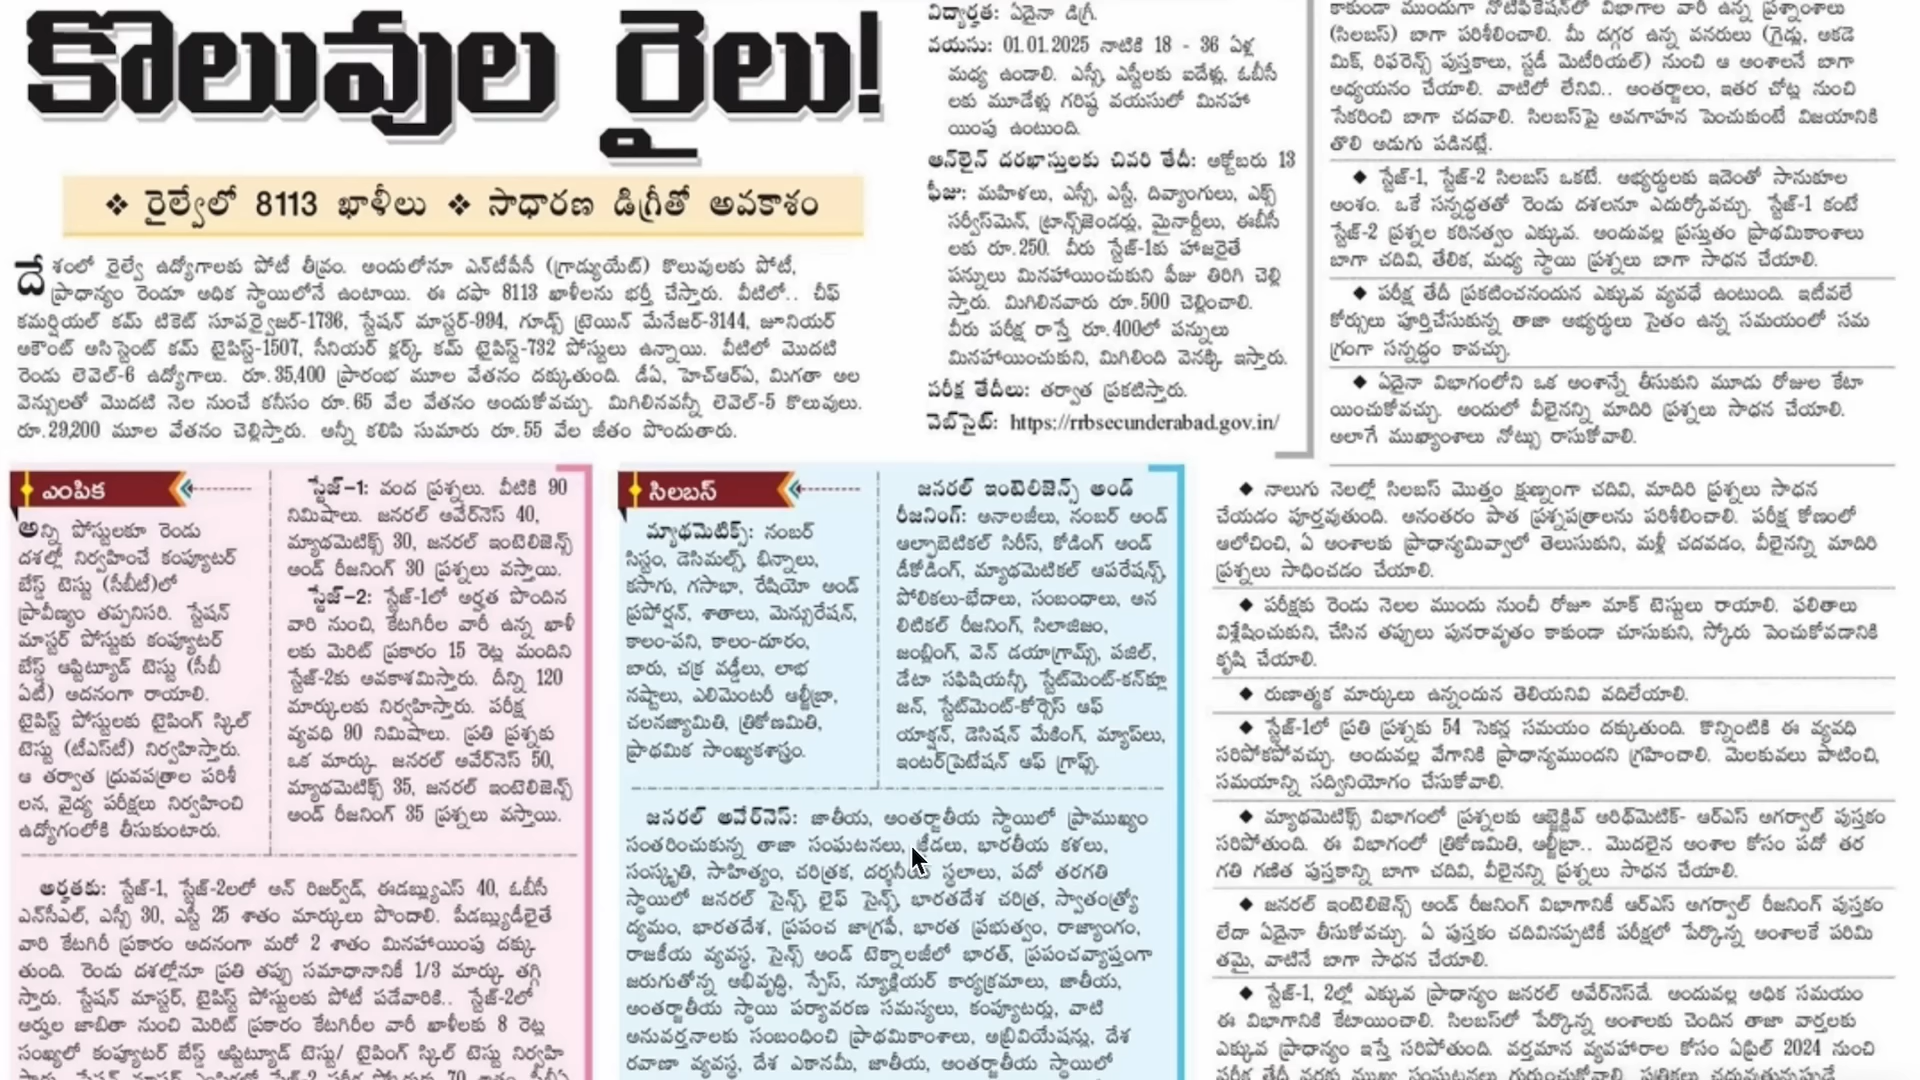 కొలువుల రైలు!
❖ రైల్వేలో 8113 ఖాళీలు ❖ సాధారణ డిగ్రీతో అవకాశం
దేశంలో రైల్వే ఉద్యోగాలకు పోటీ తీవ్రం. అందులోనూ ఎన్‌టీపీసీ (గ్రాడ్యుయేట్) కొలువులకు పోటీ,
ప్రాధాన్యం రెండూ అధిక స్థాయిలోనే ఉంటాయి. ఈ దఫా 8113 ఖాళీలను భర్తీ చేస్తారు. వీటిలో.. చీఫ్
కమర్షియల్ కమ్ టికెట్ సూపర్వైజర్-1736, స్టేషన్ మాస్టర్-994, గూడ్స్ ట్రెయిన్ మేనేజర్-3144, జూనియర్
అకౌంట్ అసిస్టెంట్ కమ్ టైపిస్ట్-1507, సీనియర్ క్లర్క్ కమ్ టైపిస్ట్-732 పోస్టులు ఉన్నాయి. వీటిలో మొదటి
రెండు లెవెల్-6 ఉద్యోగాలు. రూ.35,400 ప్రారంభ మూల వేతనం దక్కుతుంది. డీఏ, హెచ్ఆర్ఏ, మిగతా అల
వెన్సులతో మొదటి నెల నుంచే కనీసం రూ.65 వేల వేతనం అందుకోవచ్చు. మిగిలినవన్నీ లెవెల్-5 కొలువులు.
రూ.29,200 మూల వేతనం చెల్లిస్తారు. అన్నీ కలిపి సుమారు రూ.55 వేల జీతం పొందుతారు.
విద్యార్హత: ఏదైనా డిగ్రీ.
వయసు: 01.01.2025 నాటికి 18 - 36 ఏళ్ల
మధ్య ఉండాలి. ఎస్సీ, ఎస్టీలకు ఐదేళ్లు, ఓబీసీ
లకు మూడేళ్లు గరిష్ఠ వయసులో మినహా
యింపు ఉంటుంది.
ఆన్‌లైన్ దరఖాస్తులకు చివరి తేదీ: అక్టోబరు 13
ఫీజు: మహిళలు, ఎస్సీ, ఎస్టీ, దివ్యాంగులు, ఎక్స్
సర్వీస్‌మెన్, ట్రాన్స్‌జెండర్లు, మైనార్టీలు, ఈబీసీ
లకు రూ.250. వీరు స్టేజ్-1కు హాజరైతే
పన్నులు మినహాయించుకుని ఫీజు తిరిగి చెల్లి
స్తారు. మిగిలినవారు రూ.500 చెల్లించాలి.
వీరు పరీక్ష రాస్తే రూ.400లో పన్నులు
మినహాయించుకుని, మిగిలింది వెనక్కి ఇస్తారు.
పరీక్ష తేదీలు: తర్వాత ప్రకటిస్తారు.
వెబ్‌సైట్: https://rrbsecunderabad.gov.in/
కాకుండా ముందుగా నోటిఫికేషన్‌లో విభాగాల వారీ ఉన్న ప్రశ్నాంశాలు
(సిలబస్) బాగా పరిశీలించాలి. మీ దగ్గర ఉన్న వనరులు (గైడ్లు, అకడె
మిక్, రిఫరెన్స్ పుస్తకాలు, స్టడీ మెటీరియల్) నుంచి ఆ అంశాలనే బాగా
అధ్యయనం చేయాలి. వాటిలో లేనివి.. అంతర్జాలం, ఇతర చోట్ల నుంచి
సేకరించి బాగా చదవాలి. సిలబస్‌పై అవగాహన పెంచుకుంటే విజయానికి
తొలి అడుగు పడినట్లే.
◆ స్టేజ్-1, స్టేజ్-2 సిలబస్ ఒకటే. అభ్యర్థులకు ఇదెంతో సానుకూల
అంశం. ఒకే సన్నద్ధతతో రెండు దశలనూ ఎదుర్కోవచ్చు. స్టేజ్-1 కంటే
స్టేజ్-2 ప్రశ్నల కఠినత్వం ఎక్కువ. అందువల్ల ప్రస్తుతం ప్రాథమికాంశాలు
బాగా చదివి, తేలిక, మధ్య స్థాయి ప్రశ్నలు బాగా సాధన చేయాలి.
◆ పరీక్ష తేదీ ప్రకటించనందున ఎక్కువ వ్యవధే ఉంటుంది. ఇటీవలే
కోర్సులు పూర్తిచేసుకున్న తాజా అభ్యర్థులు సైతం ఉన్న సమయంలో సమ
గ్రంగా సన్నద్ధం కావచ్చు.
◆ ఏదైనా విభాగంలోని ఒక అంశాన్నే తీసుకుని మూడు రోజుల కేటా
యించుకోవచ్చు. అందులో వీలైనన్ని మాదిరి ప్రశ్నలు సాధన చేయాలి.
అలాగే ముఖ్యాంశాలు నోట్సు రాసుకోవాలి.
ఎంపిక
అన్ని పోస్టులకూ రెండు
దశల్లో నిర్వహించే కంప్యూటర్
బేస్డ్ టెస్టు (సీబీటీ)లో
ప్రావీణ్యం తప్పనిసరి. స్టేషన్
మాస్టర్ పోస్టుకు కంప్యూటర్
బేస్డ్ ఆప్టిట్యూడ్ టెస్టు (సీబీ
ఏటీ) అదనంగా రాయాలి.
టైపిస్ట్ పోస్టులకు టైపింగ్ స్కిల్
టెస్టు (టీఎస్‌టీ) నిర్వహిస్తారు.
ఆ తర్వాత ధ్రువపత్రాల పరిశీ
లన, వైద్య పరీక్షలు నిర్వహించి
ఉద్యోగంలోకి తీసుకుంటారు.
స్టేజ్-1: వంద ప్రశ్నలు. వీటికి 90
నిమిషాలు. జనరల్ అవేర్‌నెస్ 40,
మ్యాథమెటిక్స్ 30, జనరల్ ఇంటెలిజెన్స్
అండ్ రీజనింగ్ 30 ప్రశ్నలు వస్తాయి.
స్టేజ్-2: స్టేజ్-1లో అర్హత పొందిన
వారి నుంచి, కేటగిరీల వారీ ఉన్న ఖాళీ
లకు మెరిట్ ప్రకారం 15 రెట్ల మందిని
స్టేజ్-2కు అవకాశమిస్తారు. దీన్ని 120
మార్కులకు నిర్వహిస్తారు. పరీక్ష
వ్యవధి 90 నిమిషాలు. ప్రతి ప్రశ్నకు
ఒక మార్కు. జనరల్ అవేర్‌నెస్ 50,
మ్యాథమెటిక్స్ 35, జనరల్ ఇంటెలిజెన్స్
అండ్ రీజనింగ్ 35 ప్రశ్నలు వస్తాయి.
అర్హతకు: స్టేజ్-1, స్టేజ్-2లలో అన్ రిజర్వ్‌డ్, ఈడబ్ల్యుఎస్ 40, ఓబీసీ
ఎన్‌సీఎల్, ఎస్సీ 30, ఎస్టీ 25 శాతం మార్కులు పొందాలి. పీడబ్ల్యుడీలైతే
వారి కేటగిరీ ప్రకారం అదనంగా మరో 2 శాతం మినహాయింపు దక్కు
తుంది. రెండు దశల్లోనూ ప్రతి తప్పు సమాధానానికీ 1/3 మార్కు తగ్గి
స్తారు. స్టేషన్ మాస్టర్, టైపిస్ట్ పోస్టులకు పోటీ పడేవారికి.. స్టేజ్-2లో
అర్హుల జాబితా నుంచి మెరిట్ ప్రకారం కేటగిరీల వారీ ఖాళీలకు 8 రెట్ల
సంఖ్యలో కంప్యూటర్ బేస్డ్ ఆప్టిట్యూడ్ టెస్టు/ టైపింగ్ స్కిల్ టెస్టు నిర్వహి
సిలబస్
మ్యాథమెటిక్స్: నంబర్
సిస్టం, డెసిమల్స్, భిన్నాలు,
కసాగు, గసాభా, రేషియో అండ్
ప్రపోర్షన్, శాతాలు, మెన్సురేషన్,
కాలం-పని, కాలం-దూరం,
బారు, చక్ర వడ్డీలు, లాభ
నష్టాలు, ఎలిమెంటరీ ఆల్జీబ్రా,
చలనజ్యామితి, త్రికోణమితి,
ప్రాథమిక సాంఖ్యకశాస్త్రం.
జనరల్ ఇంటెలిజెన్స్ అండ్
రీజనింగ్: అనాలజీలు, నంబర్ అండ్
ఆల్ఫాబెటికల్ సిరీస్, కోడింగ్ అండ్
డీకోడింగ్, మ్యాథమెటికల్ ఆపరేషన్స్,
పోలికలు-భేదాలు, సంబంధాలు, అన
లిటికల్ రీజనింగ్, సిలాజిజం,
జంబ్లింగ్, వెన్ డయాగ్రామ్స్, పజిల్,
డేటా సఫిషియన్సీ, స్టేట్‌మెంట్-కన్‌క్లూ
జన్, స్టేట్‌మెంట్-కోర్సెస్ ఆఫ్
యాక్షన్, డెసిషన్ మేకింగ్, మ్యాప్‌లు,
ఇంటర్‌ప్రెటేషన్ ఆఫ్ గ్రాఫ్స్.
జనరల్ అవేర్‌నెస్: జాతీయ, అంతర్జాతీయ స్థాయిలో ప్రాముఖ్యం
సంతరించుకున్న తాజా సంఘటనలు, క్రీడలు, భారతీయ కళలు,
సంస్కృతి, సాహిత్యం, చరిత్రక, దర్శనీయ స్థలాలు, పదో తరగతి
స్థాయిలో జనరల్ సైన్స్, లైఫ్ సైన్స్, భారతదేశ చరిత్ర, స్వాతంత్ర్యో
ద్యమం, భారతదేశ, ప్రపంచ జాగ్రఫీ, భారత ప్రభుత్వం, రాజ్యాంగం,
రాజకీయ వ్యవస్థ, సైన్స్ అండ్ టెక్నాలజీలో భారత్, ప్రపంచవ్యాప్తంగా
జరుగుతోన్న అభివృద్ధి, స్పేస్, న్యూక్లియర్ కార్యక్రమాలు, జాతీయ,
అంతర్జాతీయ స్థాయి పర్యావరణ సమస్యలు, కంప్యూటర్లు, వాటి
అనువర్తనాలకు సంబంధించి ప్రాథమికాంశాలు, అబ్రివియేషన్లు, దేశ
రవాణా వ్యవస్థ, దేశ ఎకానమీ, జాతీయ, అంతర్జాతీయ స్థాయిలో
◆ నాలుగు నెలల్లో సిలబస్ మొత్తం క్షుణ్నంగా చదివి, మాదిరి ప్రశ్నలు సాధన
చేయడం పూర్తవుతుంది. అనంతరం పాత ప్రశ్నపత్రాలను పరిశీలించాలి. పరీక్ష కోణంలో
ఆలోచించి, ఏ అంశాలకు ప్రాధాన్యమివ్వాలో తెలుసుకుని, మళ్లీ చదవడం, వీలైనన్ని మాదిరి
ప్రశ్నలు సాధించడం చేయాలి.
◆ పరీక్షకు రెండు నెలల ముందు నుంచీ రోజూ మాక్ టెస్టులు రాయాలి. ఫలితాలు
విశ్లేషించుకుని, చేసిన తప్పులు పునరావృతం కాకుండా చూసుకుని, స్కోరు పెంచుకోవడానికి
కృషి చేయాలి.
◆ రుణాత్మక మార్కులు ఉన్నందున తెలియనివి వదిలేయాలి.
◆ స్టేజ్-1లో ప్రతి ప్రశ్నకు 54 సెకన్ల సమయం దక్కుతుంది. కొన్నింటికి ఈ వ్యవధి
సరిపోకపోవచ్చు. అందువల్ల వేగానికి ప్రాధాన్యముందని గ్రహించాలి. మెలకువలు పాటించి,
సమయాన్ని సద్వినియోగం చేసుకోవాలి.
◆ మ్యాథమెటిక్స్ విభాగంలో ప్రశ్నలకు ఆబ్జెక్టివ్ అరిథ్‌మెటిక్- ఆర్ఎస్ అగర్వాల్ పుస్తకం
సరిపోతుంది. ఈ విభాగంలో త్రికోణమితి, ఆల్జీబ్రా.. మొదలైన అంశాల కోసం పదో తర
గతి గణిత పుస్తకాన్ని బాగా చదివి, వీలైనన్ని ప్రశ్నలు సాధన చేయాలి.
◆ జనరల్ ఇంటెలిజెన్స్ అండ్ రీజనింగ్ విభాగానికీ ఆర్ఎస్ అగర్వాల్ రీజనింగ్ పుస్తకం
లేదా ఏదైనా తీసుకోవచ్చు. ఏ పుస్తకం చదివినప్పటికీ పరీక్షలో పేర్కొన్న అంశాలకే పరిమి
తమై, వాటినే బాగా సాధన చేయాలి.
◆ స్టేజ్-1, 2ల్లో ఎక్కువ ప్రాధాన్యం జనరల్ అవేర్‌నెస్‌దే. అందువల్ల అధిక సమయం
ఈ విభాగానికి కేటాయించాలి. సిలబస్‌లో పేర్కొన్న అంశాలకు చెందిన తాజా వార్తలకు
ఎక్కువ ప్రాధాన్యం ఇస్తే సరిపోతుంది. వర్తమాన వ్యవహారాల కోసం ఏప్రిల్ 2024 నుంచి